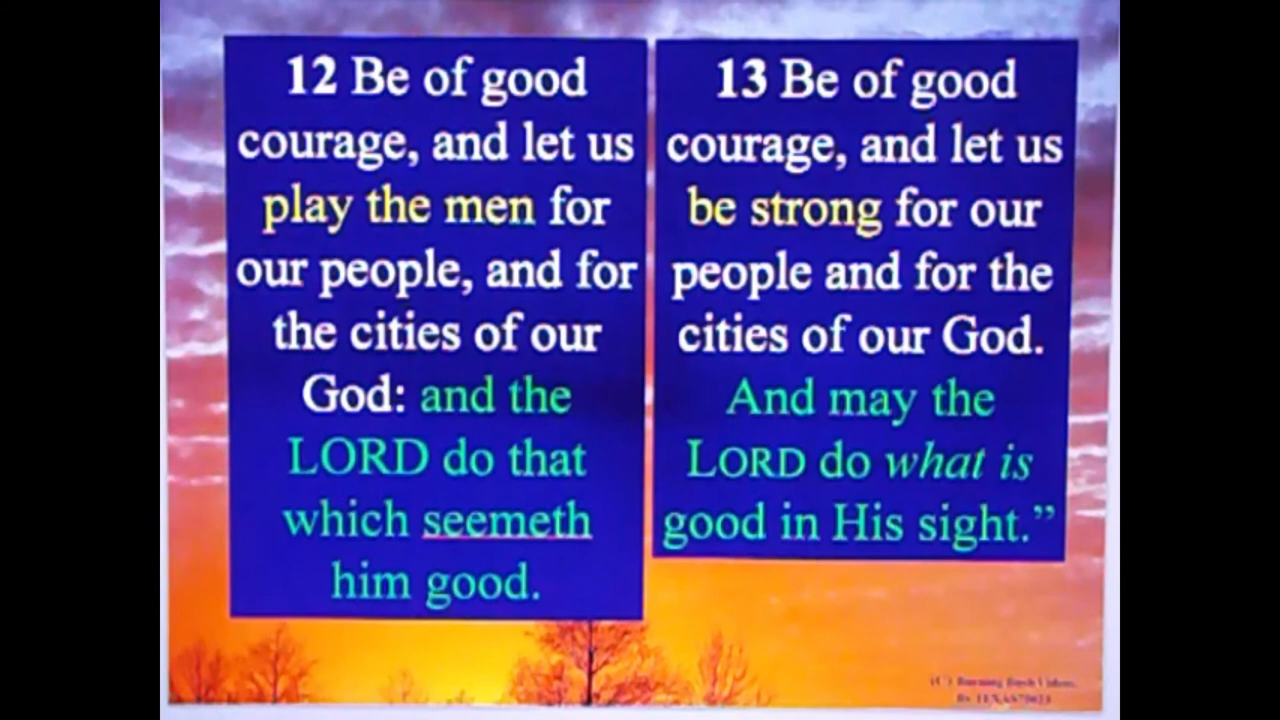 12 Be of good
courage, and let us
play the men for
our people, and for
the cities of our
God: and the
LORD do that
which seemeth
him good.
13 Be of good
courage, and let us
be strong for our
people and for the
cities of our God.
And may the
LORD do what is
good in His sight.”
(C) Burning Bush Videos